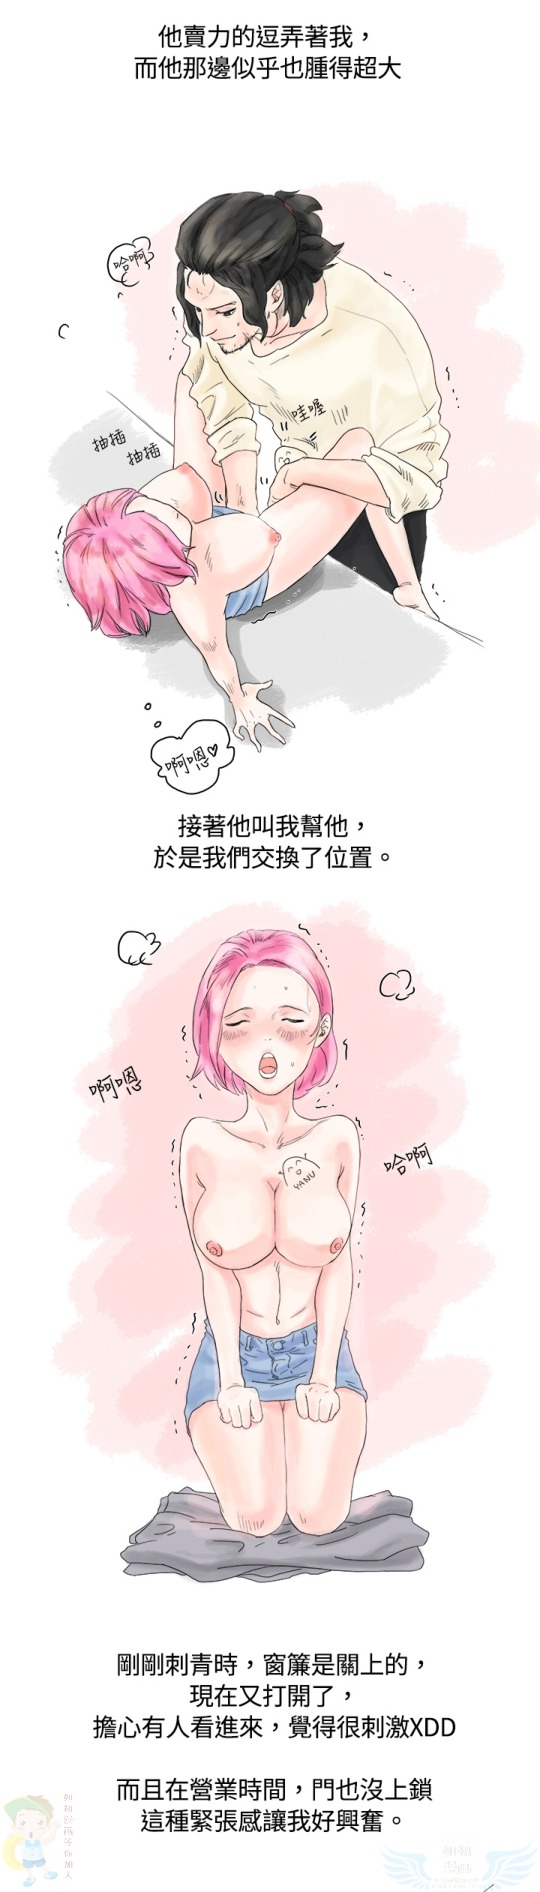 他賣力的逗弄著我，
而他那邊似乎也腫得超大
哈啊
哇喔
抽插
抽插
啊嗯♥
接著他叫我幫他，
於是我們交換了位置。
啊嗯
哈啊
YANU
剛剛刺青時，窗簾是關上的，
現在又打開了，
擔心有人看進來，覺得很刺激XDD
而且在營業時間，門也沒上鎖
這種緊張感讓我好興奮。